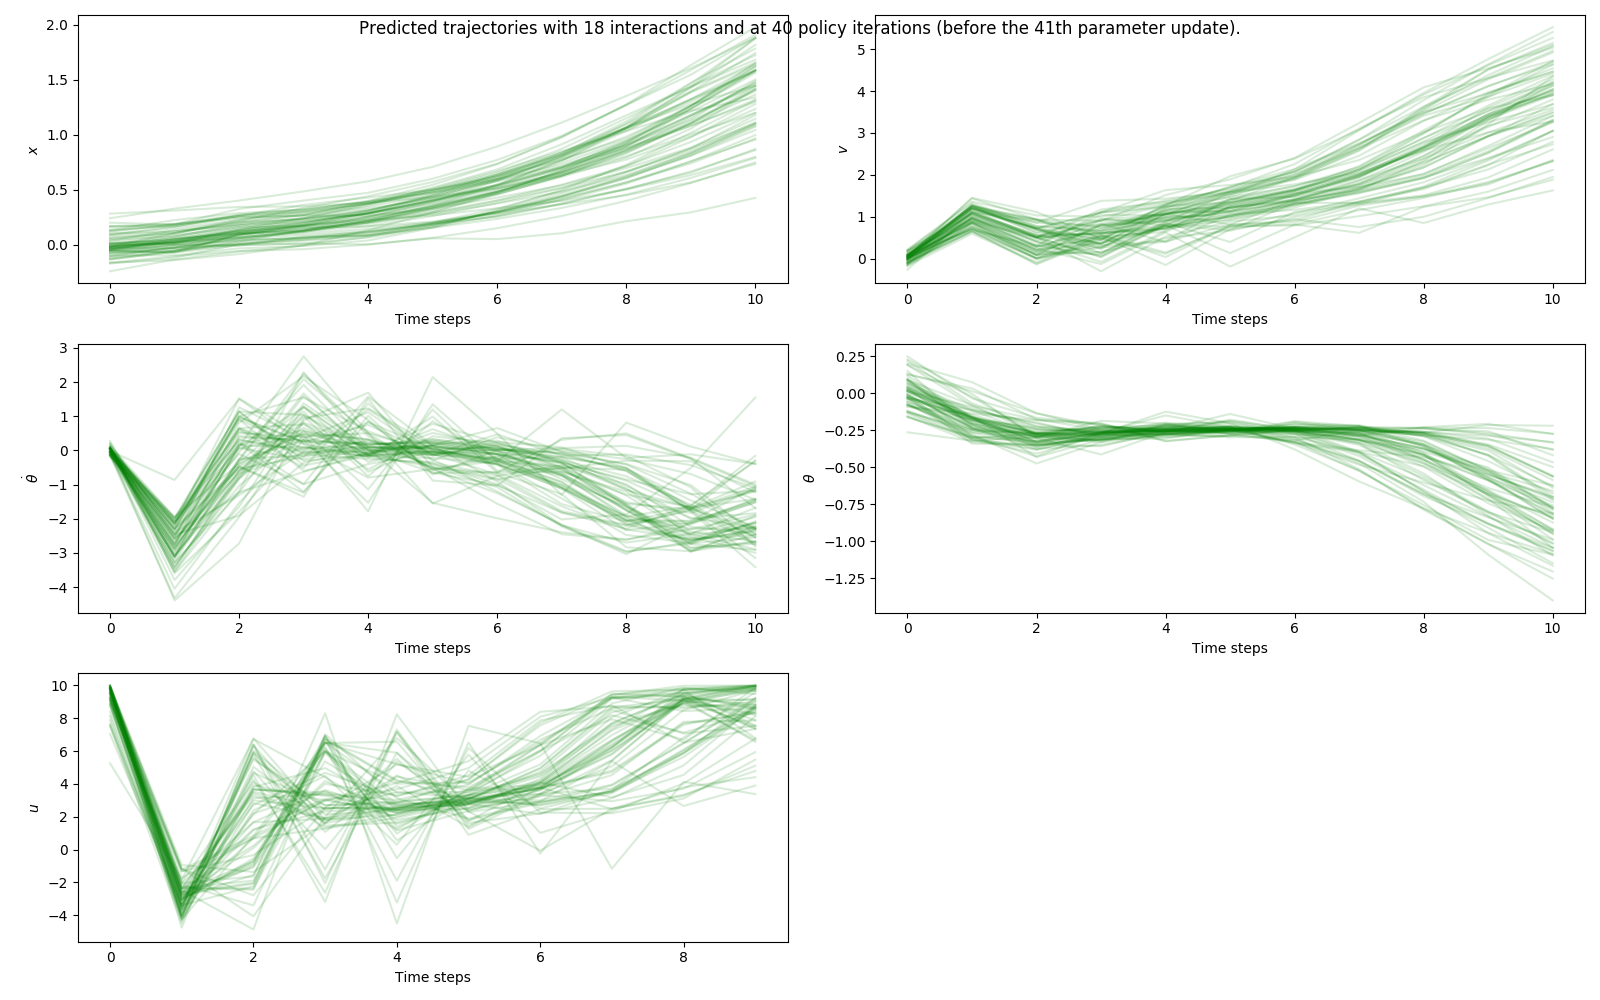 Predicted trajectories with 18 interactions and at 40 policy iterations (before the 41th parameter update).
2.0
1.5
1.0
0.5
0.0
x
0 2 4 6 8 10
Time steps
5
4
3
2
1
0
v
0 2 4 6 8 10
Time steps
3
2
1
0
−1
−2
−3
−4
θ̇
0 2 4 6 8 10
Time steps
0.25
0.00
−0.25
−0.50
−0.75
−1.00
−1.25
θ
0 2 4 6 8 10
Time steps
10
8
6
4
2
0
−2
−4
u
0 2 4 6 8
Time steps